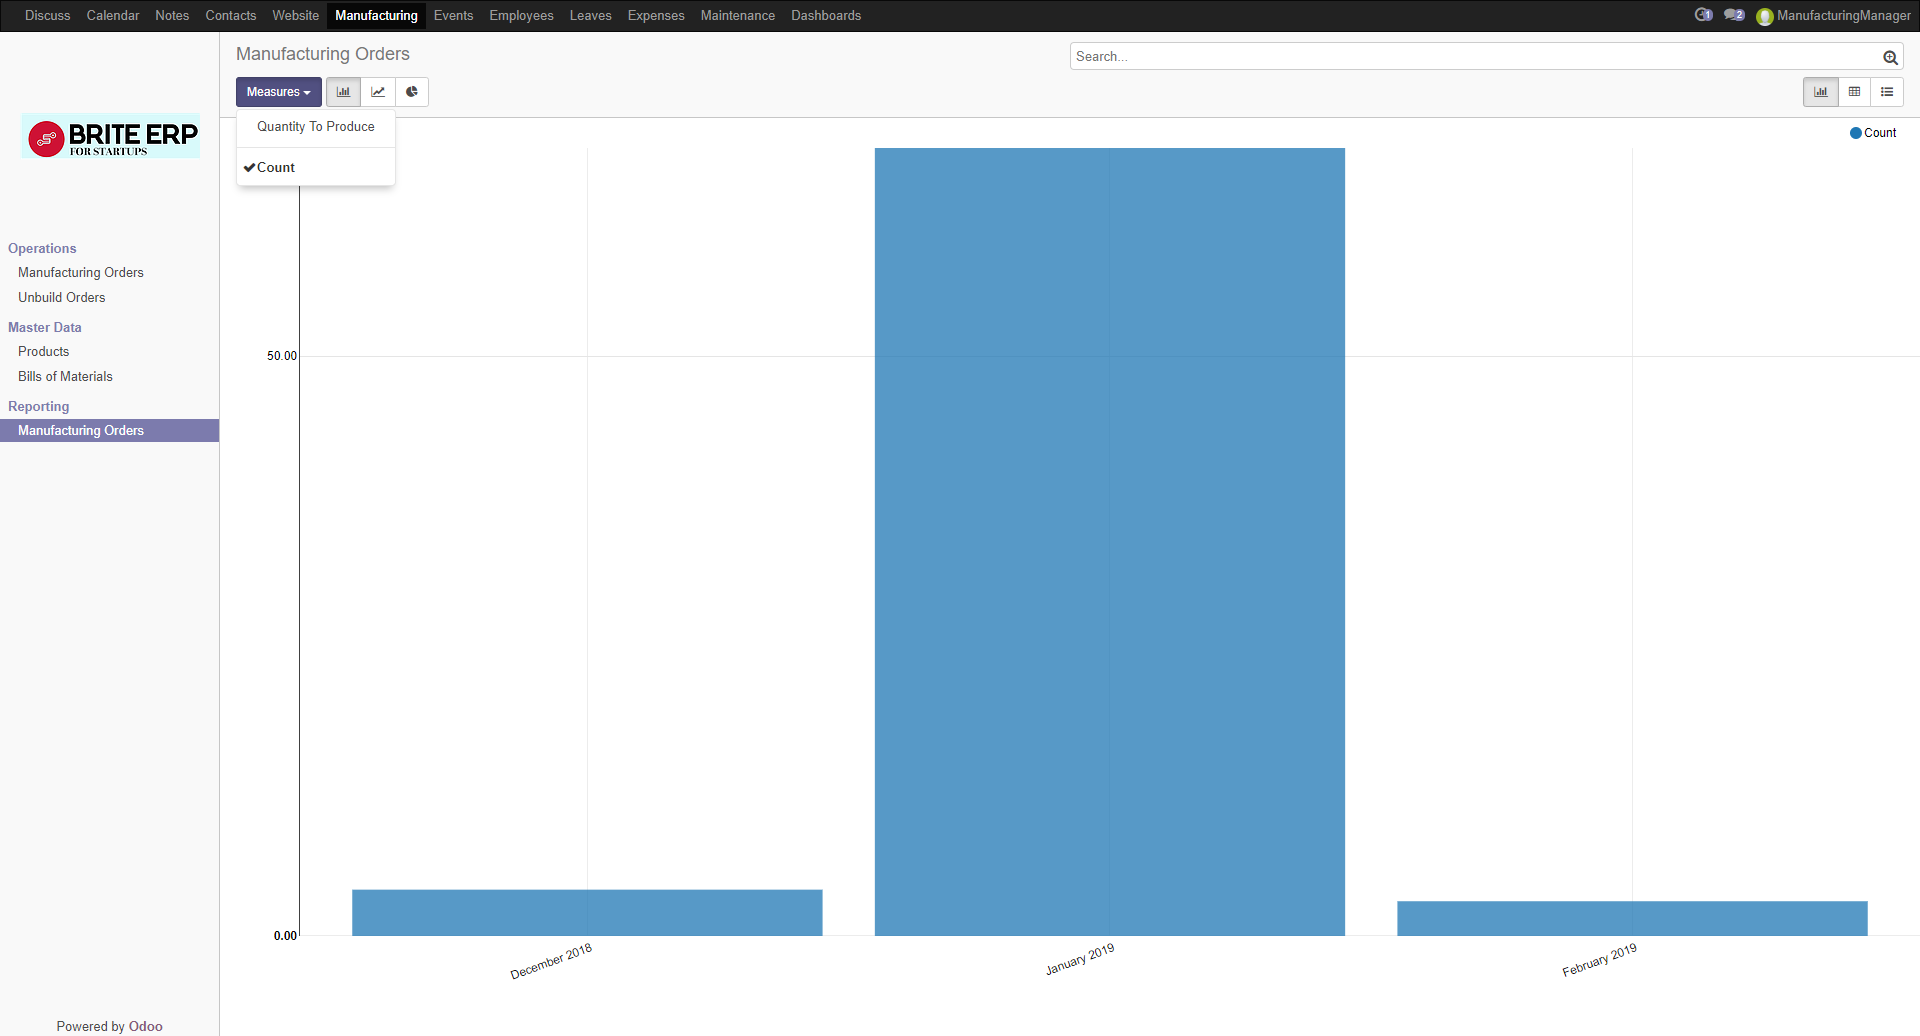 Discuss Calendar Notes Contacts Website Manufacturing Events Employees Leaves Expenses Maintenance Dashboards 1 2 ManufacturingManager
Manufacturing Orders
Search...
Measures
Quantity To Produce
Count
Count
BRITE ERP
FOR STARTUPS
Operations
Manufacturing Orders
Unbuild Orders
Master Data
Products
Bills of Materials
Reporting
Manufacturing Orders
50.00
0.00
December 2018
January 2019
February 2019
Powered by Odoo